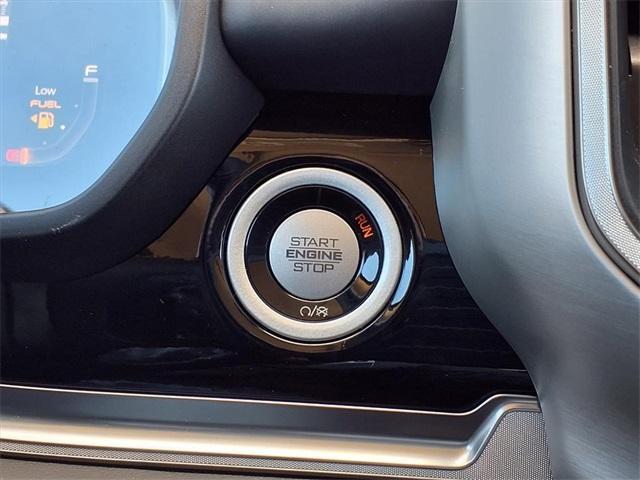 F
Low
FUEL
RUN
START
ENGINE
STOP